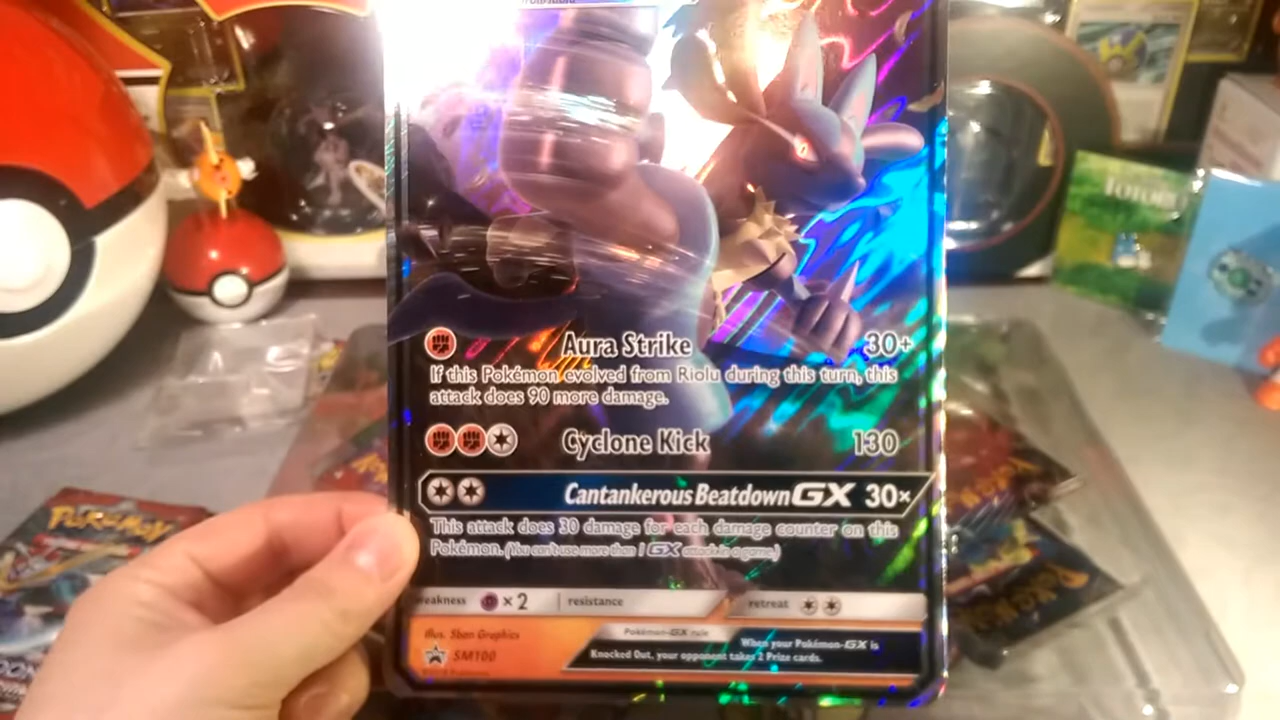 Aura Strike 30+
If this Pokémon evolved from Riolu during this turn, this
attack does 90 more damage.
Cyclone Kick 130
Cantankerous Beatdown GX 30×
This attack does 30 damage for each damage counter on this
Pokémon. (You can't use more than 1 GX attack in a game.)
weakness × 2 resistance retreat
Illus. 5ban Graphics
SM100
Pokémon-GX rule
When your Pokémon-GX is
Knocked Out, your opponent takes 2 Prize cards.
POKéMON
TOTORO